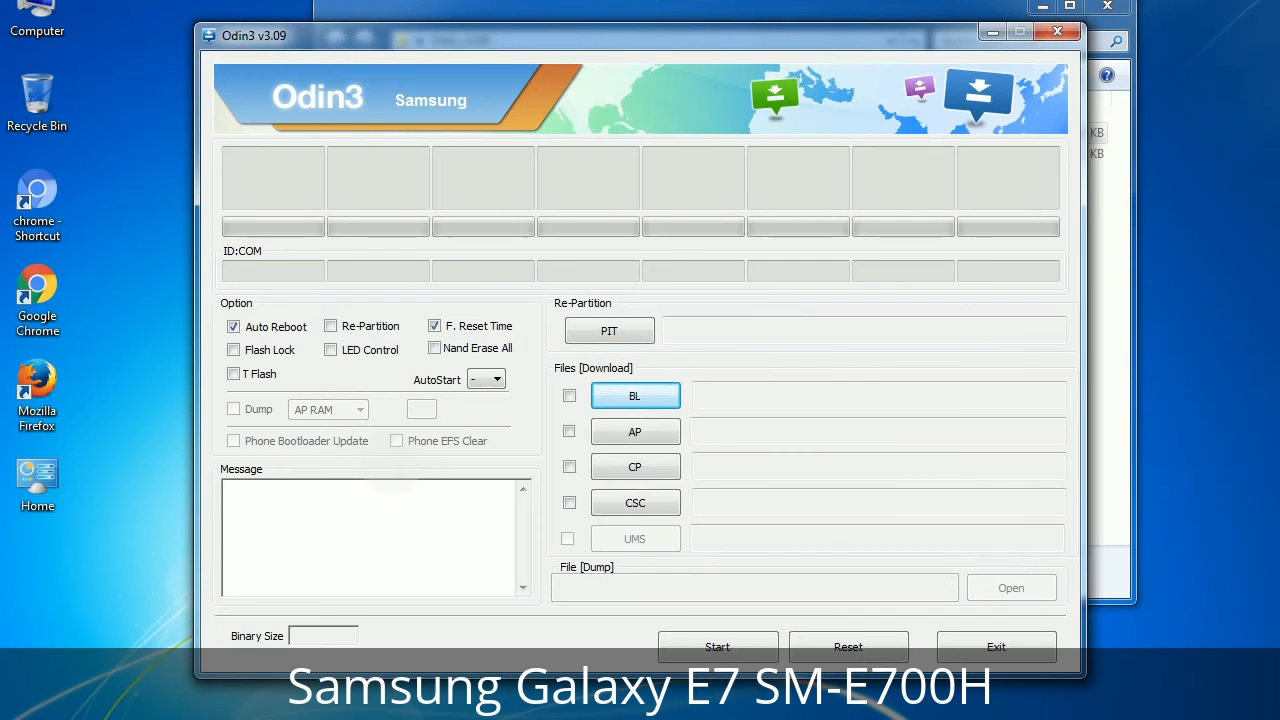 Computer
Recycle Bin
chrome - Shortcut
Google Chrome
Mozilla Firefox
Home
Odin3 v3.09
Odin3 Samsung
ID:COM
Option
Auto Reboot Re-Partition F. Reset Time
Flash Lock LED Control Nand Erase All
T Flash AutoStart -
Dump AP RAM
Phone Bootloader Update Phone EFS Clear
Message
Binary Size
Re-Partition
PIT
Files [Download]
BL
AP
CP
CSC
UMS
File [Dump]
Open
Start Reset Exit
KB
KB
Samsung Galaxy E7 SM-E700H